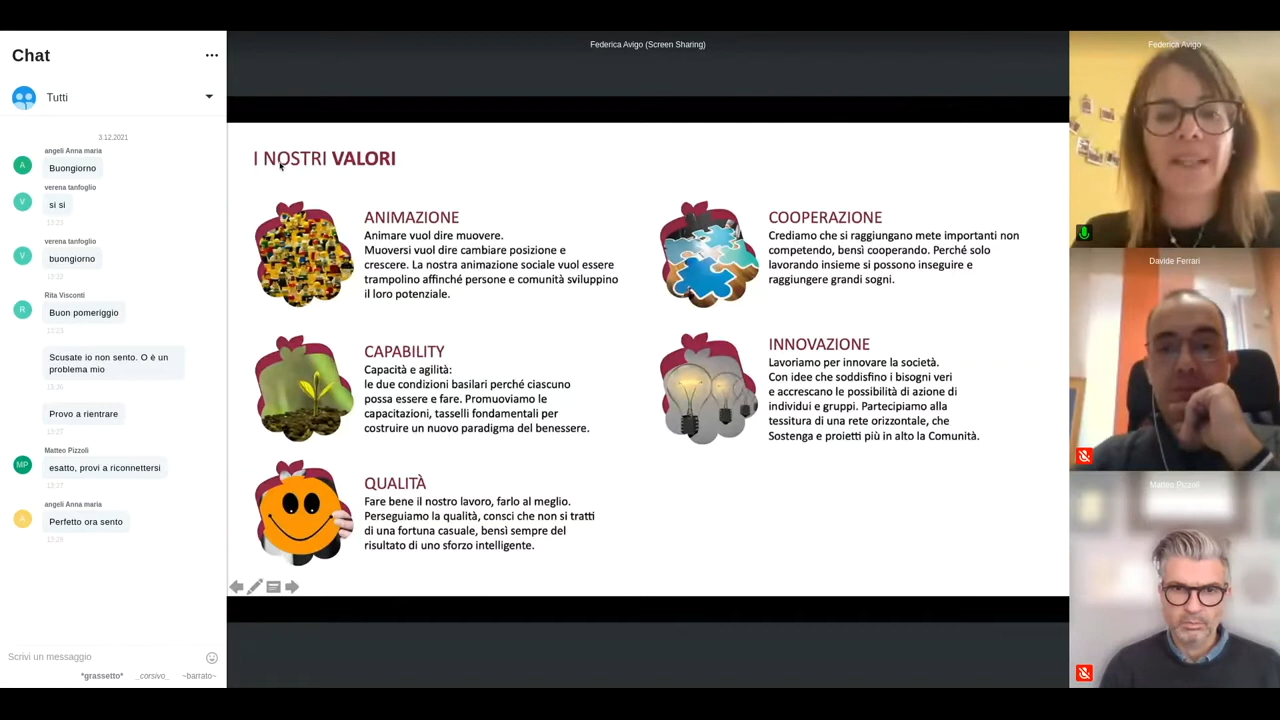 Chat
Tutti
3.12.2021
angeli Anna maria
A
Buongiorno
verena tanfoglio
V
si si
13:23
verena tanfoglio
V
buongiorno
Rita Visconti
R
Buon pomeriggio
13:23
Scusate io non sento. O è un
problema mio
Provo a rientrare
13:27
Matteo Pizzoli
MP
esatto, provi a riconnettersi
13:27
angeli Anna maria
A
Perfetto ora sento
Scrivi un messaggio
*grassetto* _corsivo_ ~barrato~
Federica Avigo (Screen Sharing)
I NOSTRI VALORI
ANIMAZIONE
Animare vuol dire muovere.
Muoversi vuol dire cambiare posizione e
crescere. La nostra animazione sociale vuol essere
trampolino affinché persone e comunità sviluppino
il loro potenziale.
COOPERAZIONE
Crediamo che si raggiungano mete importanti non
competendo, bensì cooperando. Perché solo
lavorando insieme si possono inseguire e
raggiungere grandi sogni.
CAPABILITY
Capacità e agilità:
le due condizioni basilari perché ciascuno
possa essere e fare. Promuoviamo le
capacitazioni, tasselli fondamentali per
costruire un nuovo paradigma del benessere.
INNOVAZIONE
Lavoriamo per innovare la società.
Con idee che soddisfino i bisogni veri
e accrescano le possibilità di azione di
individui e gruppi. Partecipiamo alla
tessitura di una rete orizzontale, che
Sostenga e proietti più in alto la Comunità.
QUALITÀ
Fare bene il nostro lavoro, farlo al meglio.
Perseguiamo la qualità, consci che non si tratti
di una fortuna casuale, bensì sempre del
risultato di uno sforzo intelligente.
Federica Avigo
Davide Ferrari
Matteo Pizzoli